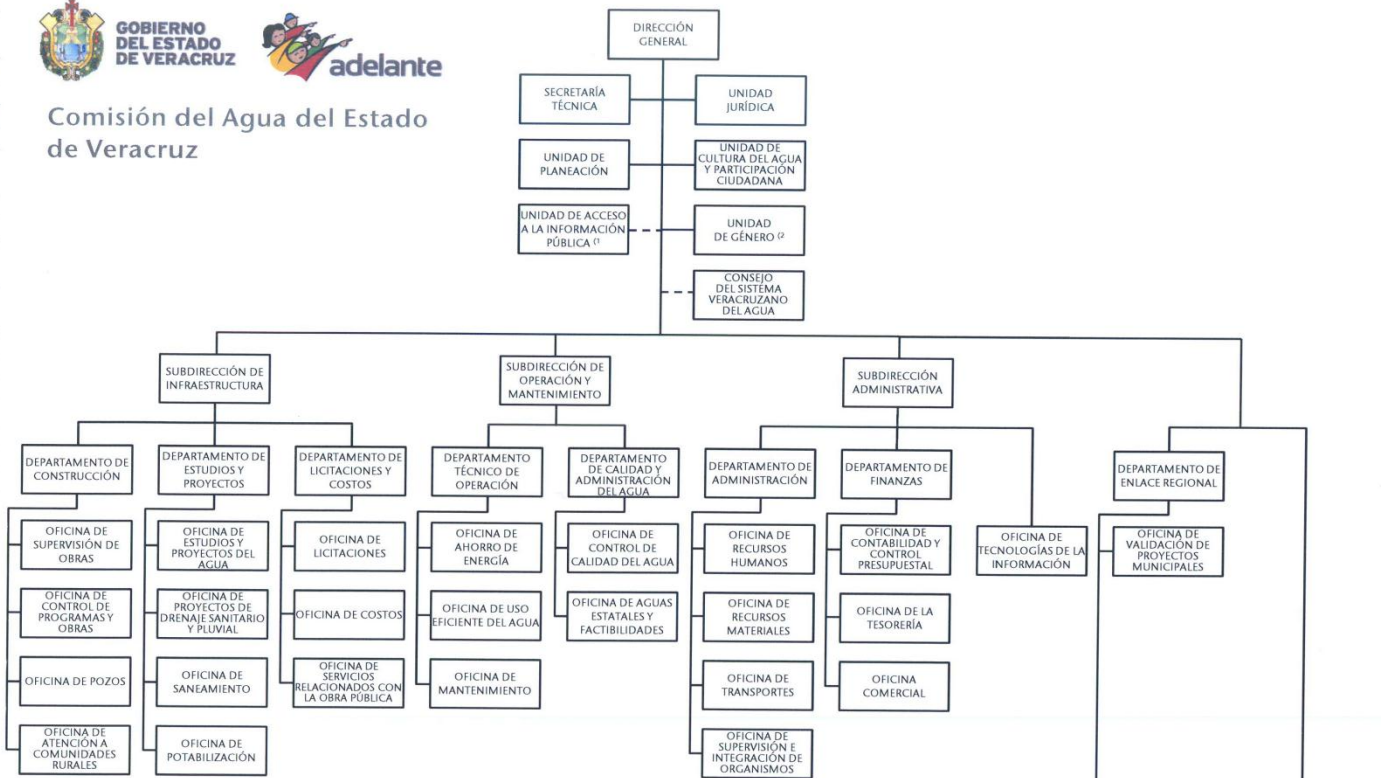 GOBIERNO
DEL ESTADO
DE VERACRUZ
adelante
Comisión del Agua del Estado
de Veracruz
DIRECCIÓN
GENERAL
SECRETARÍA
TÉCNICA
UNIDAD
JURÍDICA
UNIDAD DE
PLANEACIÓN
UNIDAD DE
CULTURA DEL AGUA
Y PARTICIPACIÓN
CIUDADANA
UNIDAD DE ACCESO
A LA INFORMACIÓN
PÚBLICA (1
UNIDAD
DE GÉNERO (2
CONSEJO
DEL SISTEMA
VERACRUZANO
DEL AGUA
SUBDIRECCIÓN DE
INFRAESTRUCTURA
SUBDIRECCIÓN DE
OPERACIÓN Y
MANTENIMIENTO
SUBDIRECCIÓN
ADMINISTRATIVA
DEPARTAMENTO DE
CONSTRUCCIÓN
DEPARTAMENTO DE
ESTUDIOS Y
PROYECTOS
DEPARTAMENTO DE
LICITACIONES Y
COSTOS
DEPARTAMENTO
TÉCNICO DE
OPERACIÓN
DEPARTAMENTO
DE CALIDAD Y
ADMINISTRACIÓN
DEL AGUA
DEPARTAMENTO DE
ADMINISTRACIÓN
DEPARTAMENTO DE
FINANZAS
DEPARTAMENTO DE
ENLACE REGIONAL
OFICINA DE
SUPERVISIÓN DE
OBRAS
OFICINA DE
ESTUDIOS Y
PROYECTOS DEL
AGUA
OFICINA DE
LICITACIONES
OFICINA DE
AHORRO DE
ENERGÍA
OFICINA DE
CONTROL DE
CALIDAD DEL AGUA
OFICINA DE
RECURSOS
HUMANOS
OFICINA DE
CONTABILIDAD Y
CONTROL
PRESUPUESTAL
OFICINA DE
TECNOLOGÍAS DE LA
INFORMACIÓN
OFICINA DE
VALIDACIÓN DE
PROYECTOS
MUNICIPALES
OFICINA DE
CONTROL DE
PROGRAMAS Y
OBRAS
OFICINA DE
PROYECTOS DE
DRENAJE SANITARIO
Y PLUVIAL
OFICINA DE COSTOS
OFICINA DE USO
EFICIENTE DEL AGUA
OFICINA DE AGUAS
ESTATALES Y
FACTIBILIDADES
OFICINA DE
RECURSOS
MATERIALES
OFICINA DE LA
TESORERÍA
OFICINA DE POZOS
OFICINA DE
SANEAMIENTO
OFICINA DE
SERVICIOS
RELACIONADOS CON
LA OBRA PÚBLICA
OFICINA DE
MANTENIMIENTO
OFICINA DE
TRANSPORTES
OFICINA
COMERCIAL
OFICINA DE
ATENCIÓN A
COMUNIDADES
RURALES
OFICINA DE
POTABILIZACIÓN
OFICINA DE
SUPERVISIÓN E
INTEGRACIÓN DE
ORGANISMOS